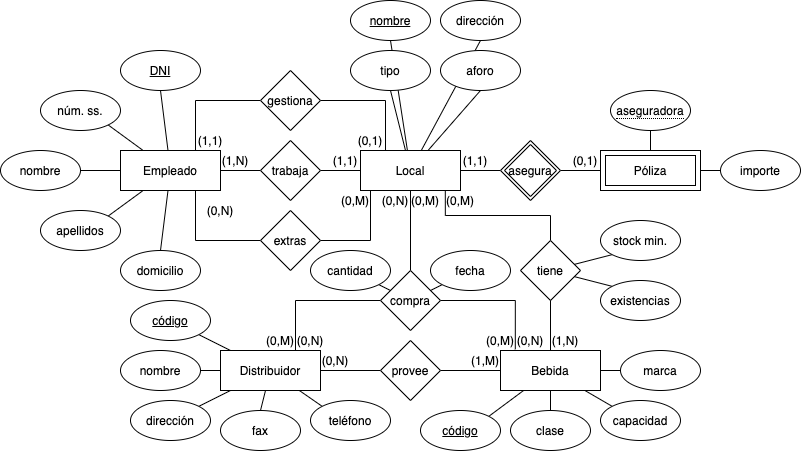 nombre
dirección
DNI
tipo
aforo
núm. ss.
gestiona
aseguradora
(1,1)
(0,1)
nombre
Empleado
(1,N)
trabaja
(1,1)
Local
(1,1)
asegura
(0,1)
Póliza
importe
(0,N)
(0,M)
(0,N)
(0,M)
(0,M)
apellidos
extras
stock min.
domicilio
cantidad
fecha
tiene
compra
existencias
código
(0,M)
(0,N)
(0,M)
(0,N)
(1,N)
nombre
Distribuidor
(0,N)
provee
(1,M)
Bebida
marca
dirección
fax
teléfono
código
clase
capacidad